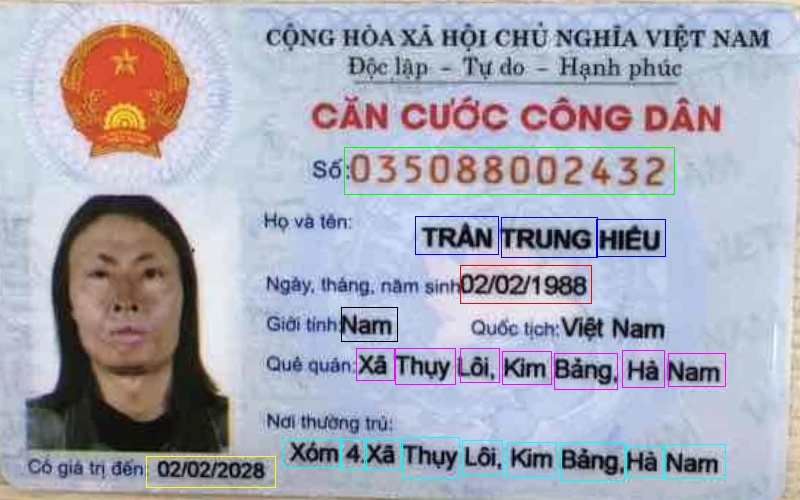 CỘNG HÒA XÃ HỘI CHỦ NGHĨA VIỆT NAM
Độc lập – Tự do – Hạnh phúc
CĂN CƯỚC CÔNG DÂN
Số: 035088002432
Họ và tên:
TRẦN TRUNG HIẾU
Ngày, tháng, năm sinh 02/02/1988
Giới tính: Nam Quốc tịch: Việt Nam
Quê quán: Xã Thụy Lôi, Kim Bảng, Hà Nam
Nơi thường trú:
Xóm 4 Xã Thụy Lôi, Kim Bảng, Hà Nam
Có giá trị đến: 02/02/2028